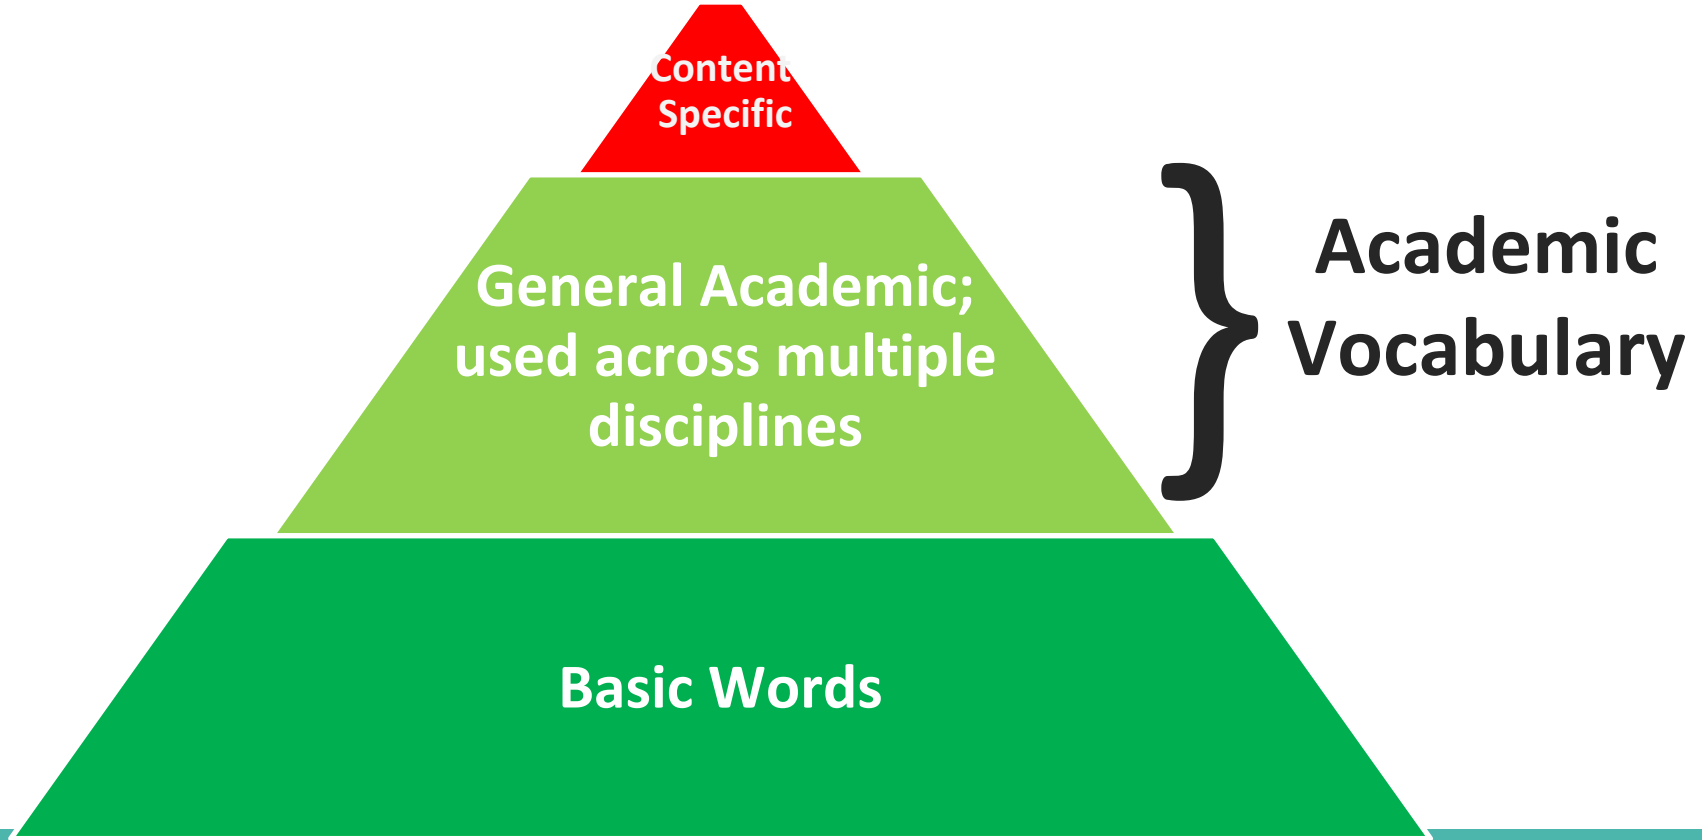 Content
Specific
General Academic;
used across multiple
disciplines
Basic Words
Academic
Vocabulary